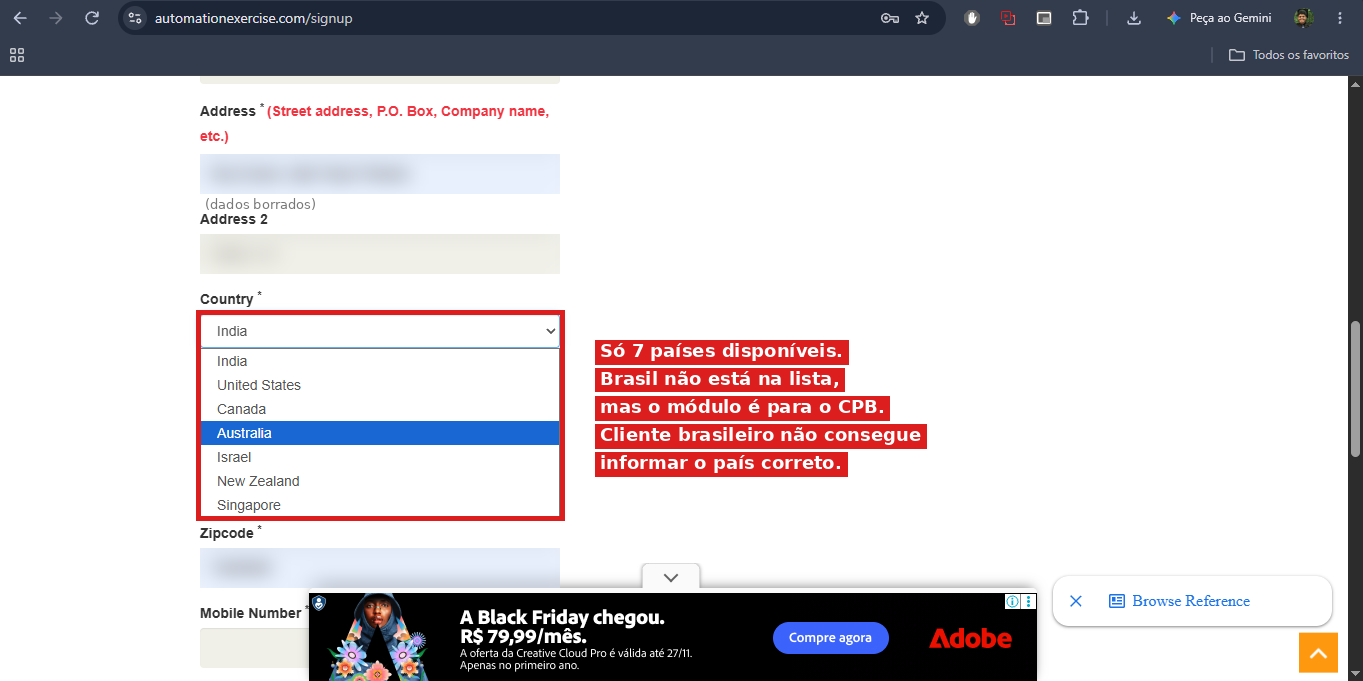 automationexercise.com/signup
Peça ao Gemini
Todos os favoritos
Address * (Street address, P.O. Box, Company name,
etc.)
(dados borrados)
Address 2
Country *
India
India
United States
Canada
Australia
Israel
New Zealand
Singapore
Só 7 países disponíveis.
Brasil não está na lista,
mas o módulo é para o CPB.
Cliente brasileiro não consegue
informar o país correto.
Zipcode *
Mobile Number *
A Black Friday chegou.
R$ 79,99/mês.
A oferta da Creative Cloud Pro é válida até 27/11.
Apenas no primeiro ano.
Compre agora
Adobe
Browse Reference